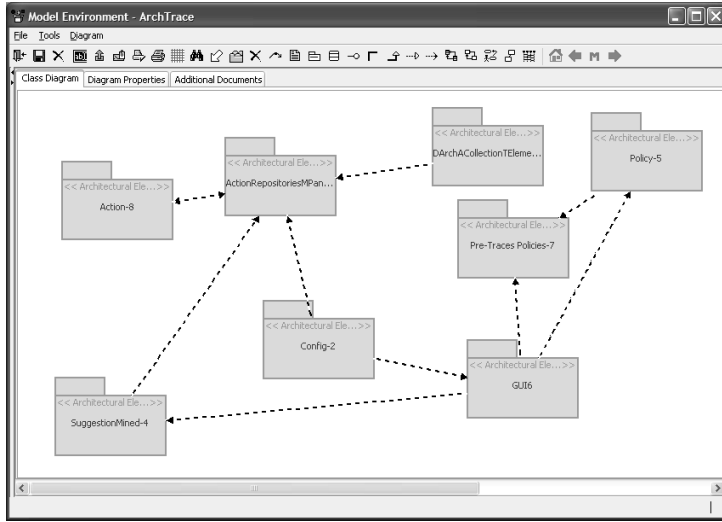 Model Environment - ArchTrace
File Tools Diagram
M
Class Diagram Diagram Properties Additional Documents
<< Architectural Ele...>>
DArchACollectionTEleme...
<< Architectural Ele...>>
Policy-5
<< Architectural Ele...>>
ActionRepositoriesMPan...
<< Architectural Ele...>>
Action-8
<< Architectural Ele...>>
Pre-Traces Policies-7
<< Architectural Ele...>>
Config-2
<< Architectural Ele...>>
GUI6
<< Architectural Ele...>>
SuggestionMined-4